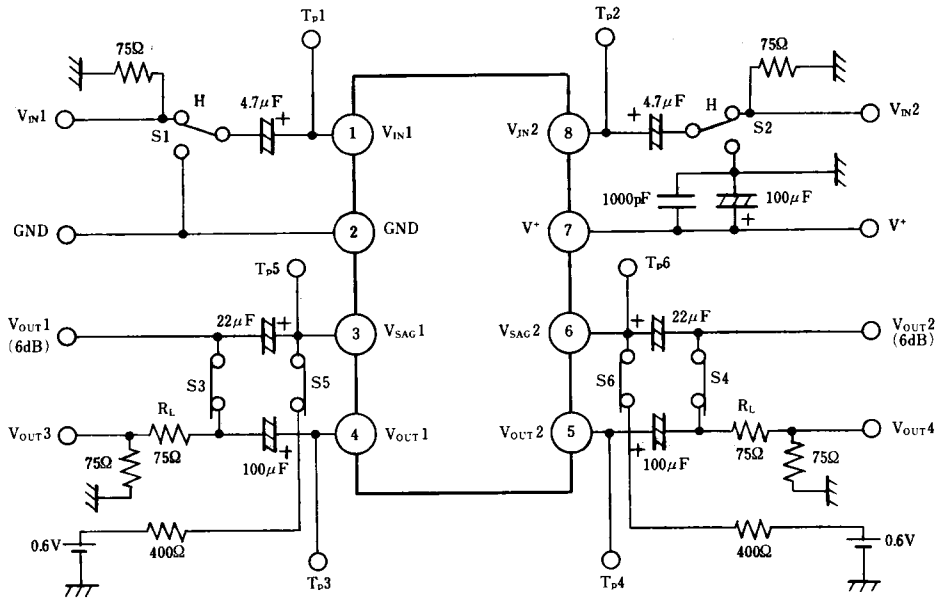 Tp1
Tp2
75Ω
75Ω
VIN1
H
S1
4.7μF
+
1
VIN1
VIN2
8
+
4.7μF
H
S2
VIN2
1000pF
100μF
+
GND
2
GND
V+
7
V+
Tp5
Tp6
VOUT1
(6dB)
22μF
+
3
VSAG1
VSAG2
6
+
22μF
VOUT2
(6dB)
S3
S5
S6
S4
VOUT3
RL
75Ω
75Ω
100μF
4
VOUT1
VOUT2
5
+
100μF
RL
75Ω
75Ω
VOUT4
0.6V
400Ω
Tp3
Tp4
400Ω
0.6V